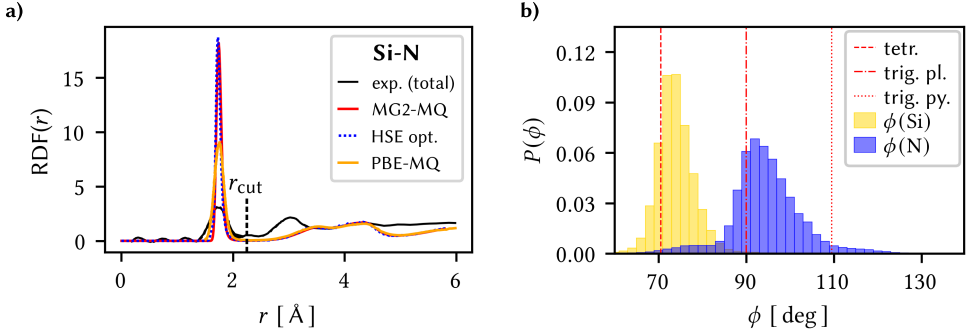 a)
Si-N
exp. (total)
MG2-MQ
HSE opt.
PBE-MQ
r_cut
RDF(r)
15
10
5
0
0
2
4
6
r [ Å ]
b)
tetr.
trig. pl.
trig. py.
ϕ(Si)
ϕ(N)
P(ϕ)
0.12
0.09
0.06
0.03
0.00
70
90
110
130
ϕ [ deg ]